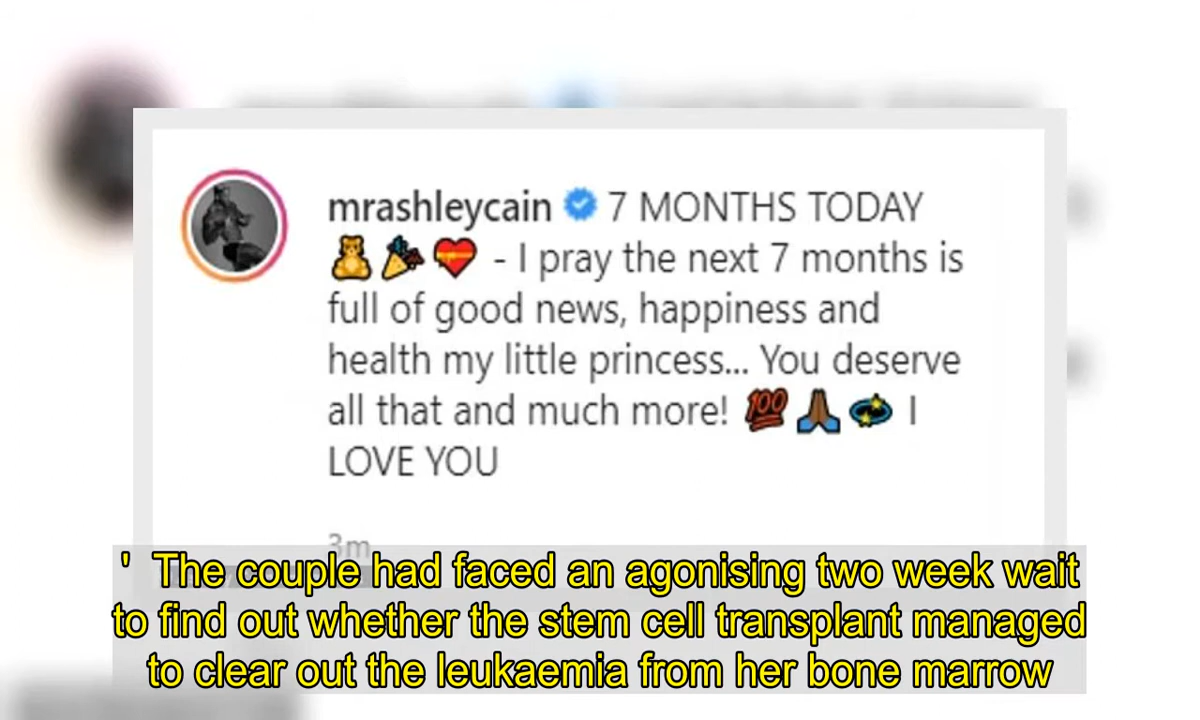 mrashleycain 7 MONTHS TODAY
🧸🎉💝 - I pray the next 7 months is
full of good news, happiness and
health my little princess... You deserve
all that and much more! 💯🙏🏾💫 I
LOVE YOU
3m
' The couple had faced an agonising two week wait
to find out whether the stem cell transplant managed
to clear out the leukaemia from her bone marrow